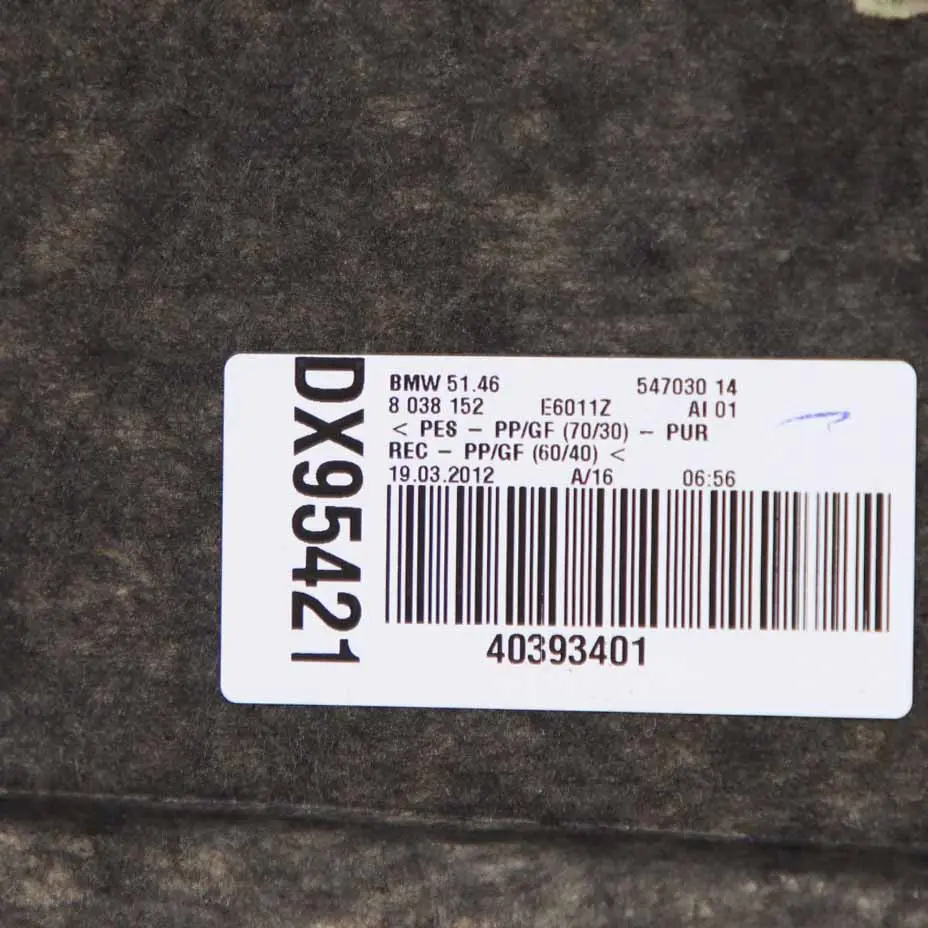 DX95421
BMW 51.46 547030 14
8 038 152 E6011Z AI 01
< PES - PP/GF (70/30) - PUR
REC - PP/GF (60/40) <
19.03.2012 A/16 06:56
40393401